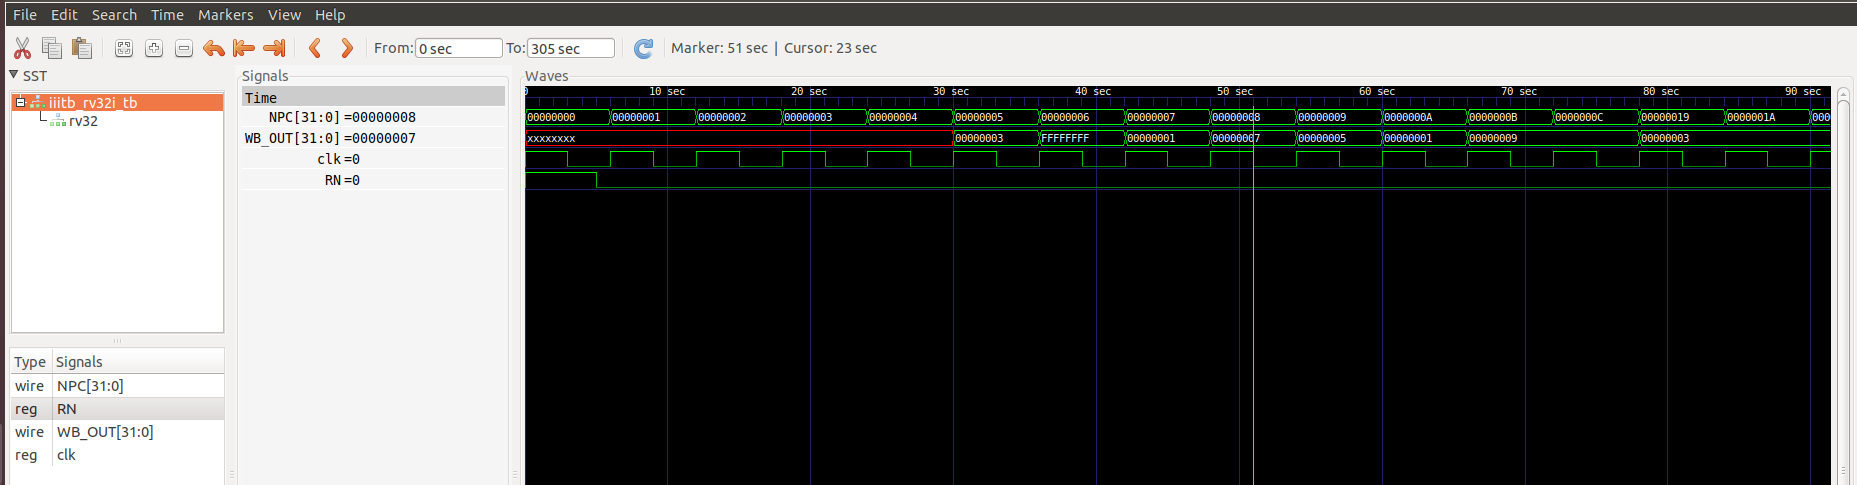 File Edit Search Time Markers View Help
From: 0 sec To: 305 sec Marker: 51 sec | Cursor: 23 sec
SST
iiitb_rv32i_tb
rv32
Type Signals
wire NPC[31:0]
reg RN
wire WB_OUT[31:0]
reg clk
Signals
Time
NPC[31:0] =00000008
WB_OUT[31:0] =00000007
clk =0
RN =0
Waves
0 10 sec 20 sec 30 sec 40 sec 50 sec 60 sec 70 sec 80 sec 90 sec
00000000 00000001 00000002 00000003 00000004 00000005 00000006 00000007 00000008 00000009 0000000A 0000000B 0000000C 00000019 0000001A 0000
xxxxxxxx 00000003 FFFFFFFF 00000001 00000007 00000005 00000001 00000009 00000003